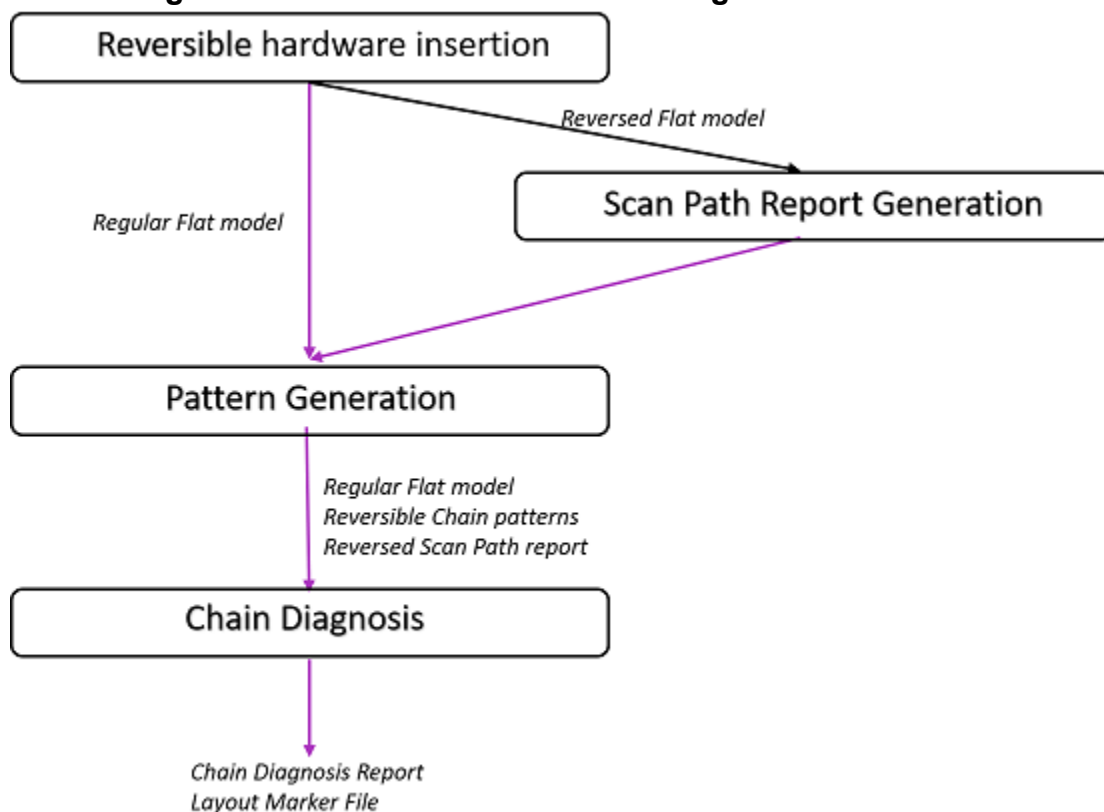 Reversible hardware insertion
Reversed Flat model
Scan Path Report Generation
Regular Flat model
Pattern Generation
Regular Flat model
Reversible Chain patterns
Reversed Scan Path report
Chain Diagnosis
Chain Diagnosis Report
Layout Marker File